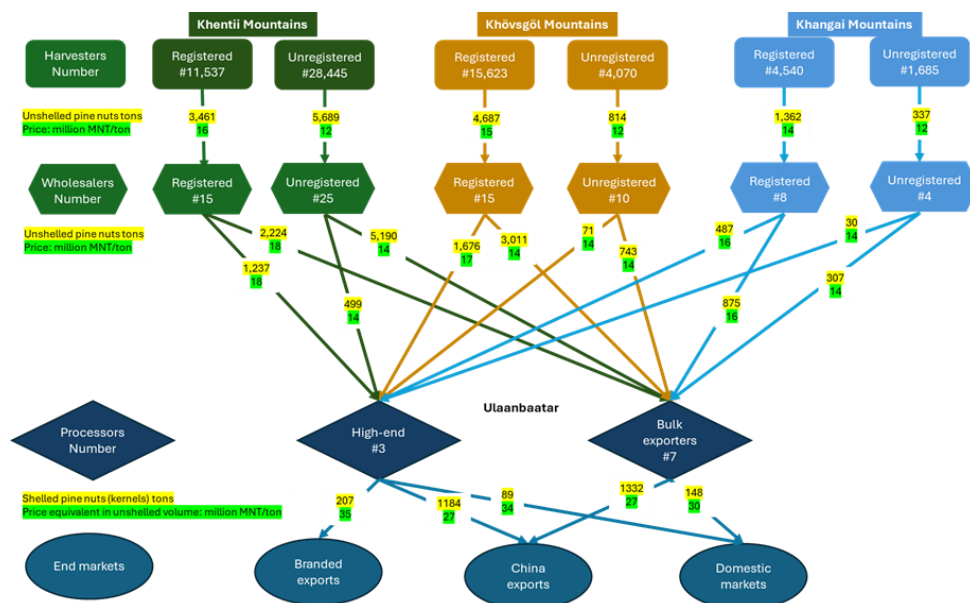 Khentii Mountains
Khövsgöl Mountains
Khangai Mountains
Harvesters
Number
Registered
#11,537
Unregistered
#28,445
Registered
#15,623
Unregistered
#4,070
Registered
#4,540
Unregistered
#1,685
Unshelled pine nuts tons
Price: million MNT/ton
3,461
16
5,689
12
4,687
15
814
12
1,362
14
337
12
Wholesalers
Number
Registered
#15
Unregistered
#25
Registered
#15
Unregistered
#10
Registered
#8
Unregistered
#4
Unshelled pine nuts tons
Price: million MNT/ton
2,224
18
5,190
14
1,676
17
3,011
14
71
14
743
14
487
16
30
14
1,237
18
499
14
875
16
307
14
Ulaanbaatar
Processors
Number
High-end
#3
Bulk
exporters
#7
Shelled pine nuts (kernels) tons
Price equivalent in unshelled volume: million MNT/ton
207
35
1184
27
89
34
1332
27
148
30
End markets
Branded
exports
China
exports
Domestic
markets